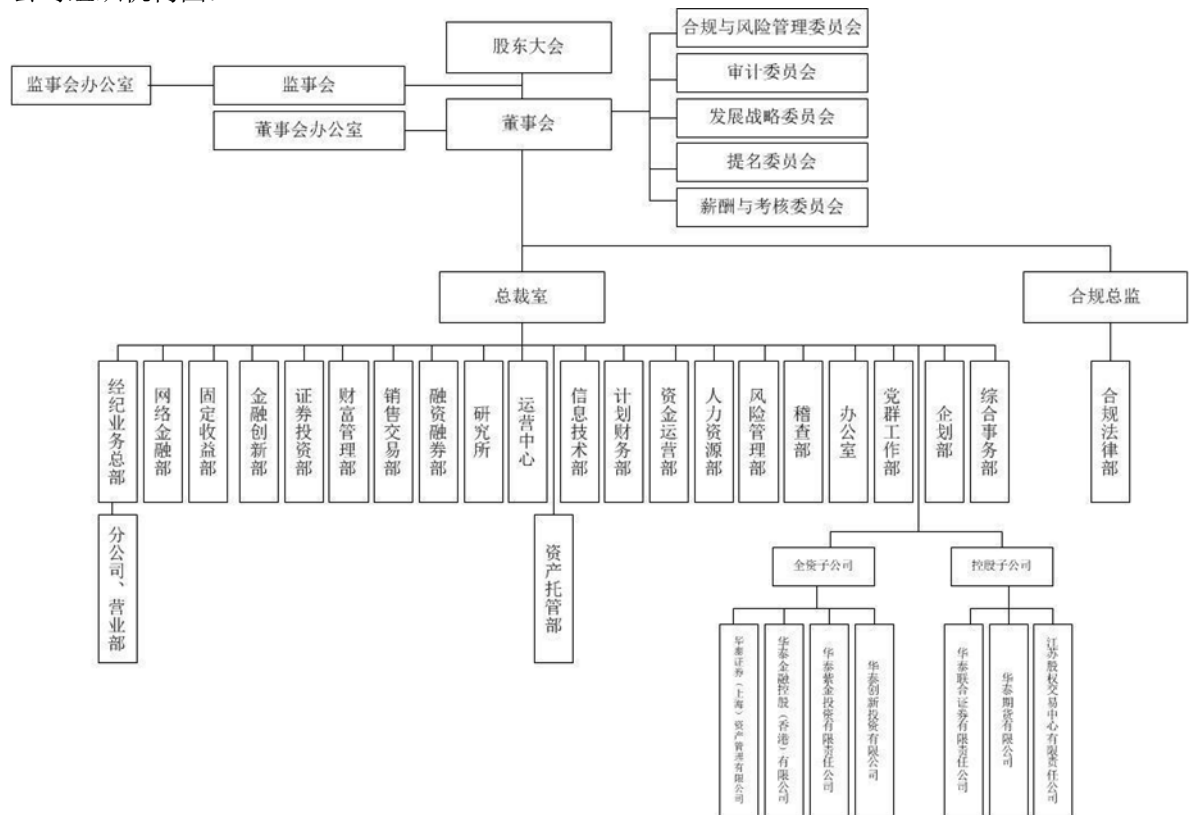 股东大会
合规与风险管理委员会
监事会办公室
监事会
审计委员会
董事会办公室
董事会
发展战略委员会
提名委员会
薪酬与考核委员会
总裁室
合规总监
经纪业务总部
网络金融部
固定收益部
金融创新部
证券投资部
财富管理部
销售交易部
融资融券部
研究所
运营中心
信息技术部
计划财务部
资金运营部
人力资源部
风险管理部
稽查部
办公室
党群工作部
企划部
综合事务部
合规法律部
分公司、营业部
资产托管部
全资子公司
控股子公司
华泰证券（上海）资产管理有限公司
华泰金融控股（香港）有限公司
华泰紫金投资有限责任公司
华泰创新投资有限公司
华泰联合证券有限责任公司
华泰期货有限公司
江苏股权交易中心有限责任公司